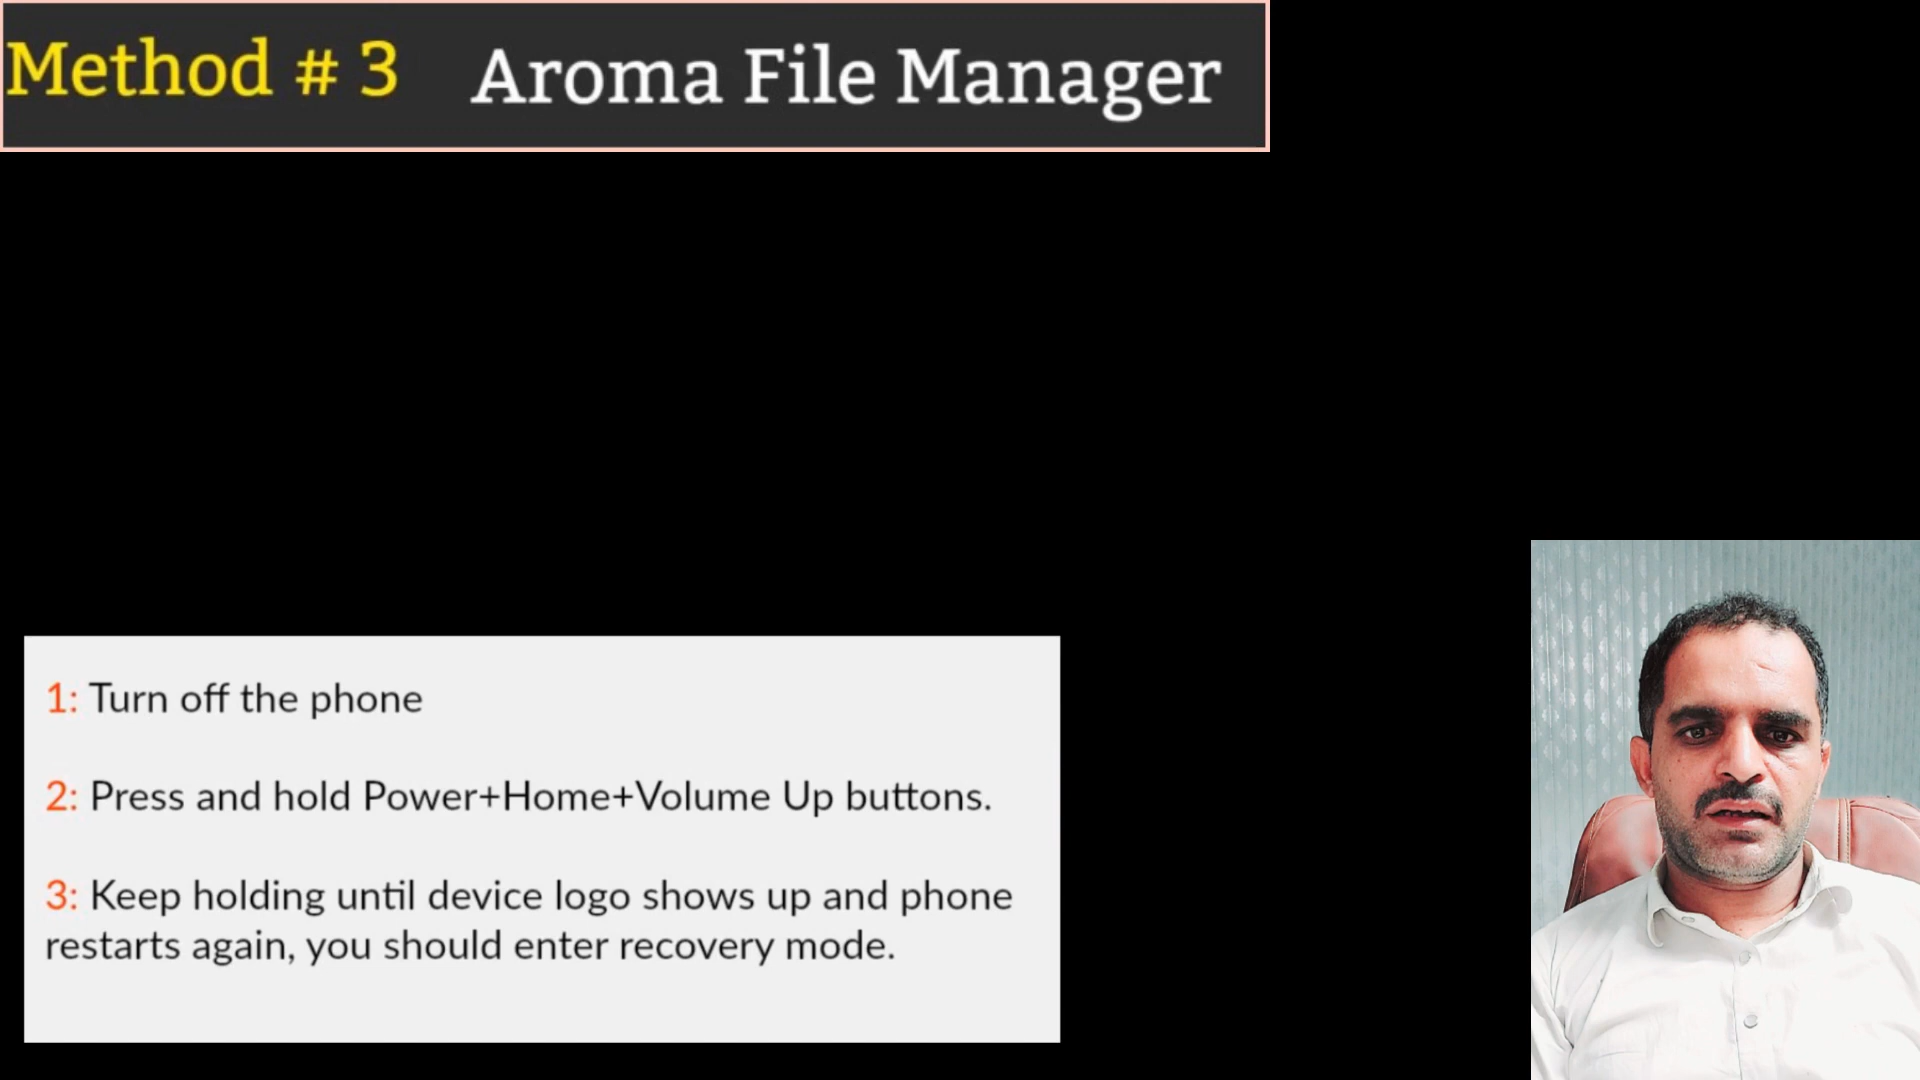 Method # 3 Aroma File Manager
1: Turn off the phone
2: Press and hold Power+Home+Volume Up buttons.
3: Keep holding until device logo shows up and phone
restarts again, you should enter recovery mode.